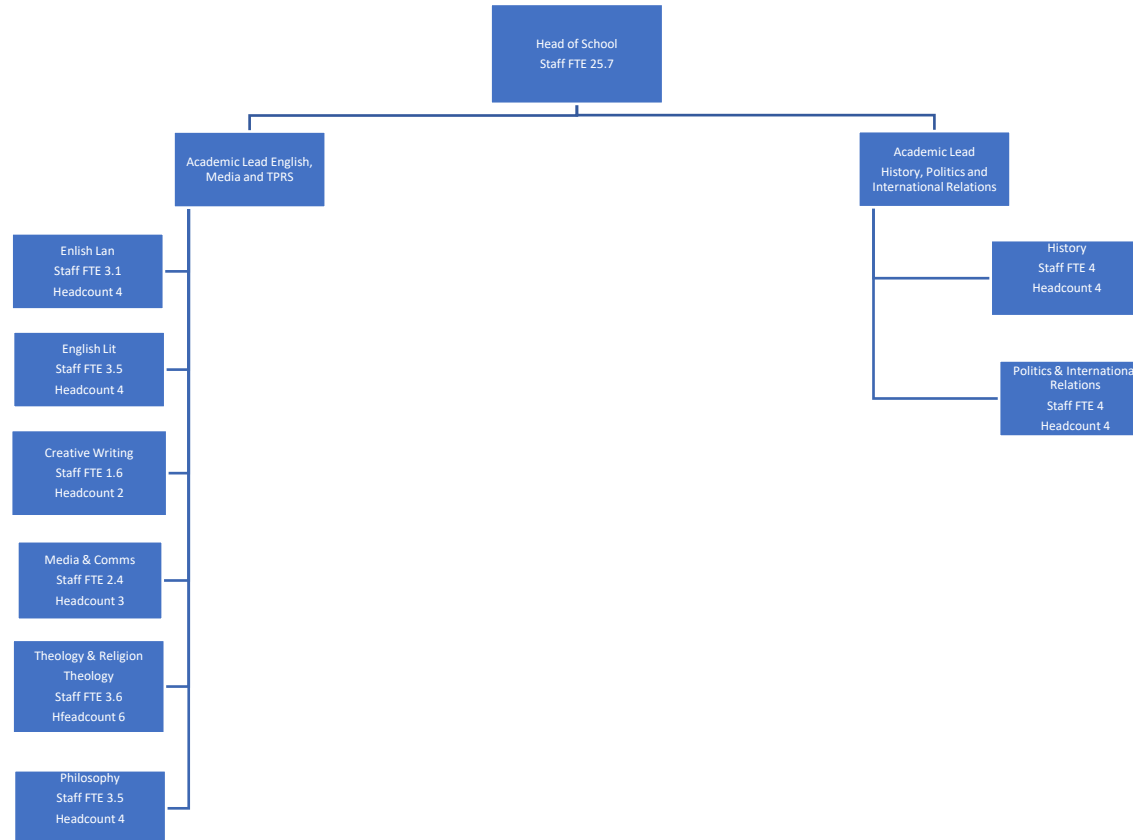 Head of School
Staff FTE 25.7
Academic Lead English,
Media and TPRS
Academic Lead
History, Politics and
International Relations
Enlish Lan
Staff FTE 3.1
Headcount 4
English Lit
Staff FTE 3.5
Headcount 4
Creative Writing
Staff FTE 1.6
Headcount 2
Media & Comms
Staff FTE 2.4
Headcount 3
Theology & Religion
Theology
Staff FTE 3.6
Hfeadcount 6
Philosophy
Staff FTE 3.5
Headcount 4
History
Staff FTE 4
Headcount 4
Politics & International
Relations
Staff FTE 4
Headcount 4